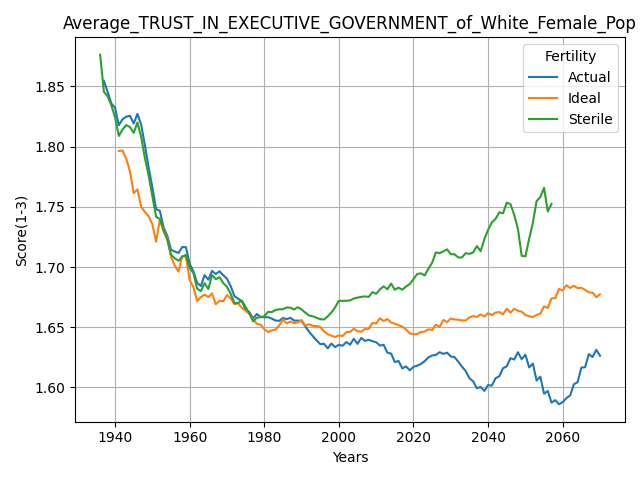 Average_TRUST_IN_EXECUTIVE_GOVERNMENT_of_White_Female_Pop
Fertility
Actual
Ideal
Sterile
Score(1-3)
1.85
1.80
1.75
1.70
1.65
1.60
1940 1960 1980 2000 2020 2040 2060
Years